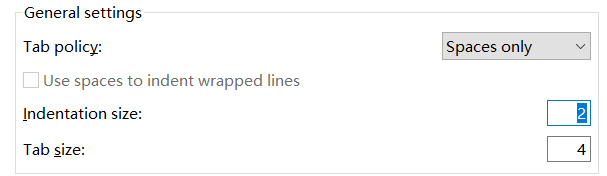 General settings
Tab policy: Spaces only
Use spaces to indent wrapped lines
Indentation size: 2
Tab size: 4